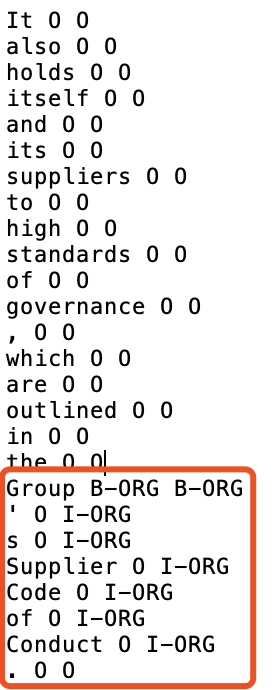 It O O
also O O
holds O O
itself O O
and O O
its O O
suppliers O O
to O O
high O O
standards O O
of O O
governance O O
, O O
which O O
are O O
outlined O O
in O O
the O O
Group B-ORG B-ORG
' O I-ORG
s O I-ORG
Supplier O I-ORG
Code O I-ORG
of O I-ORG
Conduct O I-ORG
. O O